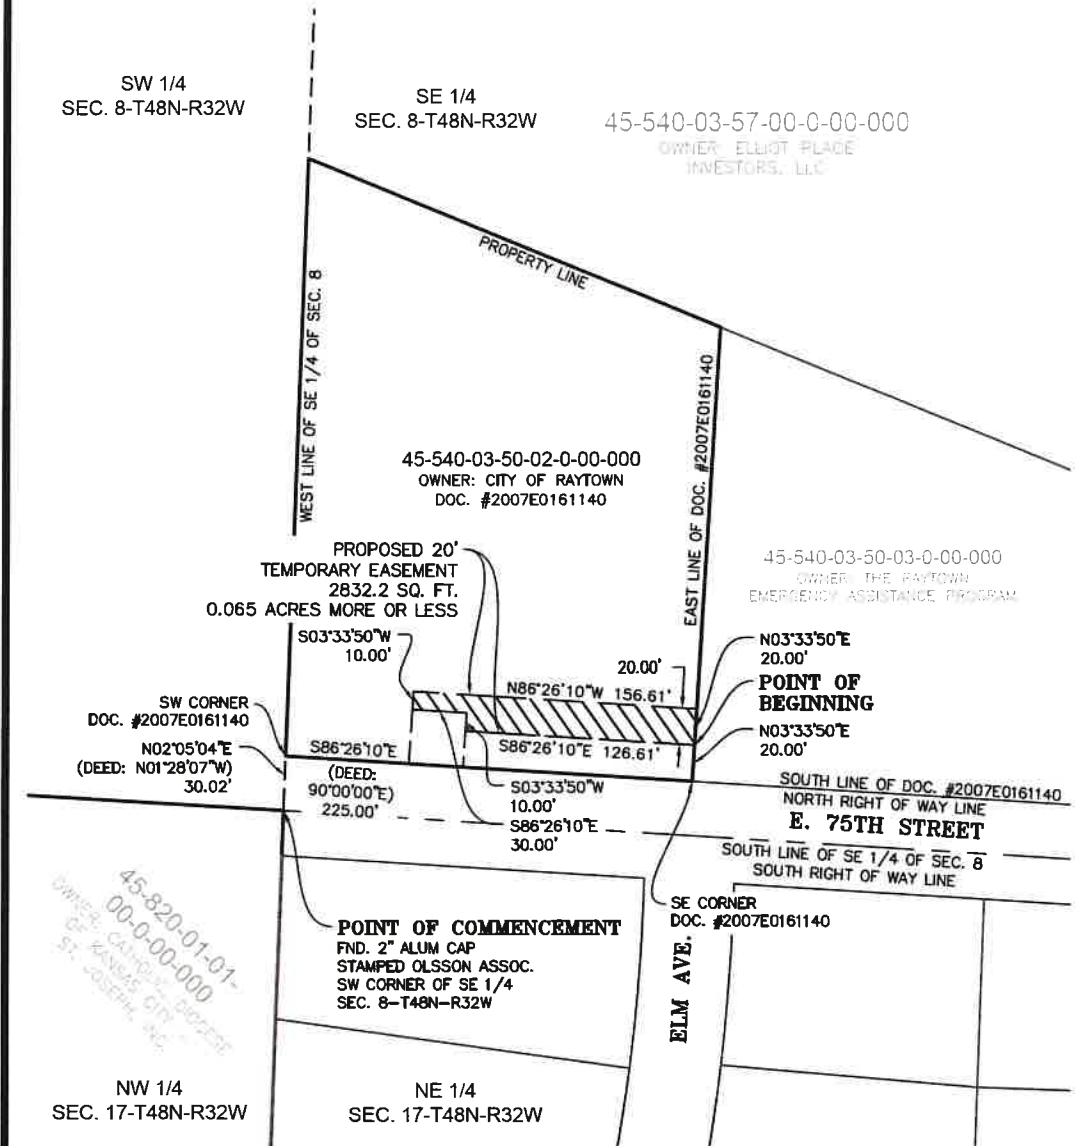 SW 1/4
SEC. 8-T48N-R32W
SE 1/4
SEC. 8-T48N-R32W
45-540-03-57-00-0-00-000
OWNER: ELLIOT PLACE
INVESTORS, LLC
PROPERTY LINE
WEST LINE OF SE 1/4 OF SEC. 8
EAST LINE OF DOC. #2007E0161140
45-540-03-50-02-0-00-000
OWNER: CITY OF RAYTOWN
DOC. #2007E0161140
PROPOSED 20'
TEMPORARY EASEMENT
2832.2 SQ. FT.
0.065 ACRES MORE OR LESS
45-540-03-50-03-0-00-000
OWNER: THE RAYTOWN
EMERGENCY ASSISTANCE PROGRAM
S03°33'50"W
10.00'
20.00'
N86°26'10"W 156.61'
N03°33'50"E
20.00'
POINT OF
BEGINNING
N03°33'50"E
20.00'
SW CORNER
DOC. #2007E0161140
N02°05'04"E
(DEED: N01°28'07"W)
30.02'
S86°26'10"E
(DEED:
90°00'00"E)
225.00'
S86°26'10"E 126.61'
S03°33'50"W
10.00'
S86°26'10"E
30.00'
SOUTH LINE OF DOC. #2007E0161140
NORTH RIGHT OF WAY LINE
E. 75TH STREET
SOUTH LINE OF SE 1/4 OF SEC. 8
SOUTH RIGHT OF WAY LINE
SE CORNER
DOC. #2007E0161140
POINT OF COMMENCEMENT
FND. 2" ALUM CAP
STAMPED OLSSON ASSOC.
SW CORNER OF SE 1/4
SEC. 8-T48N-R32W
ELM AVE.
45-820-01-01-
00-0-00-000
OWNER: CATHOLIC DIOCESE
OF KANSAS CITY
ST. JOSEPH, INC.
NW 1/4
SEC. 17-T48N-R32W
NE 1/4
SEC. 17-T48N-R32W